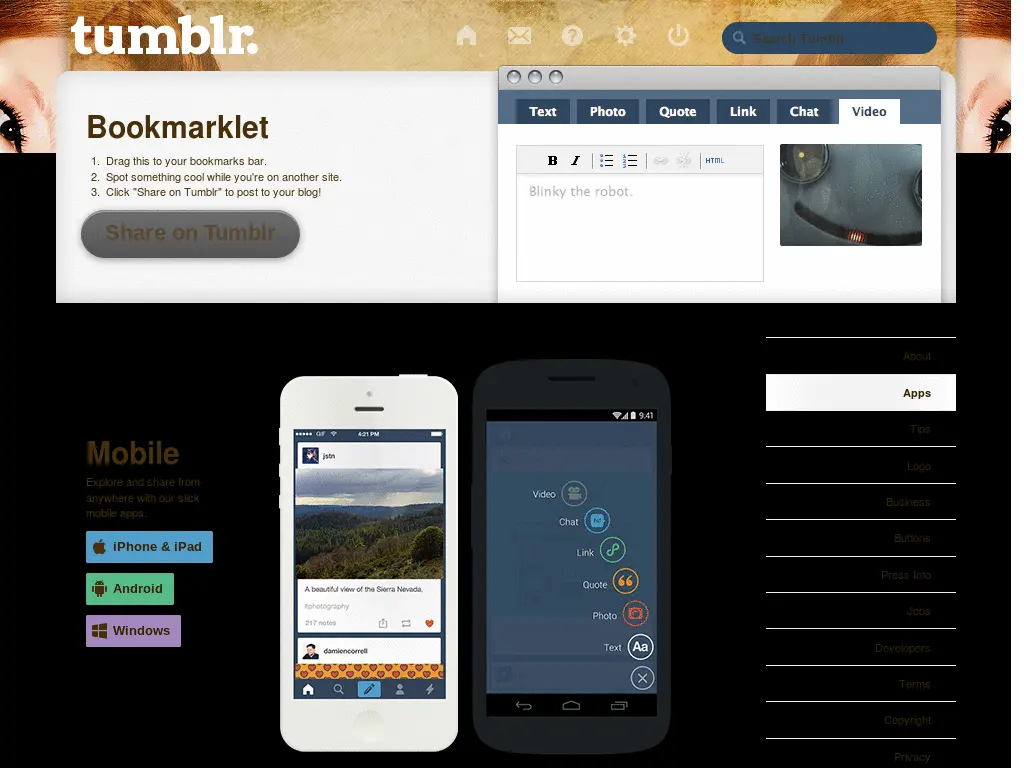 tumblr.
Search Tumblr
Bookmarklet
1. Drag this to your bookmarks bar.
2. Spot something cool while you're on another site.
3. Click "Share on Tumblr" to post to your blog!
Share on Tumblr
Text Photo Quote Link Chat Video
B I HTML
Blinky the robot.
Mobile
Explore and share from
anywhere with our slick
mobile apps.
iPhone & iPad
Android
Windows
GIF 4:21 PM
jstn
A beautiful view of the Sierra Nevada.
#photography
217 notes
damiencorrell
9:41
Video
Chat
Link
Quote
Photo
Text Aa
About
Apps
Tips
Logo
Business
Buttons
Press Info
Jobs
Developers
Terms
Copyright
Privacy